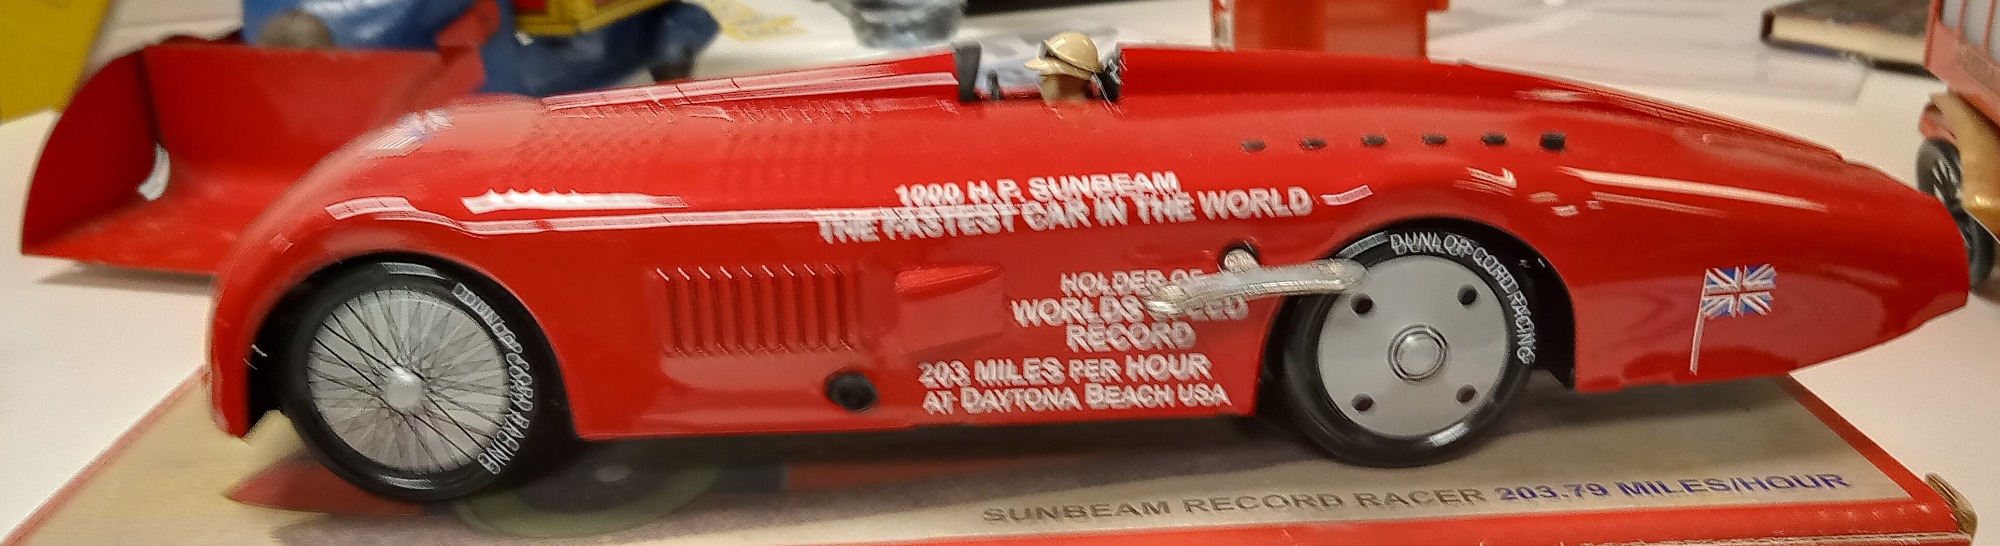 1000 H.P. SUNBEAM
THE FASTEST CAR IN THE WORLD
HOLDER OF
WORLDS
RECORD
203 MILES PER HOUR
AT DAYTONA BEACH USA
DUNLOP CORD RACING
DUNLOP CORD RACING
SUNBEAM RECORD RACER 203.79 MILES/HOUR